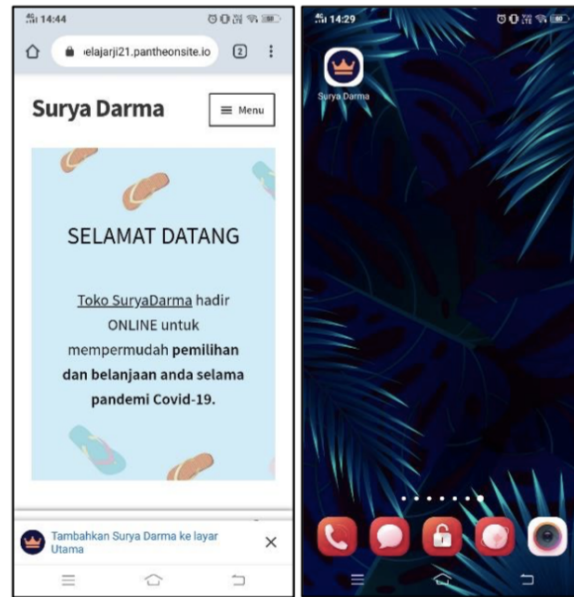 14:44
elajarji21.pantheonsite.io
2
Surya Darma
Menu
SELAMAT DATANG
Toko SuryaDarma hadir
ONLINE untuk
mempermudah pemilihan
dan belanjaan anda selama
pandemi Covid-19.
Tambahkan Surya Darma ke layar
Utama
14:29
Surya Darma